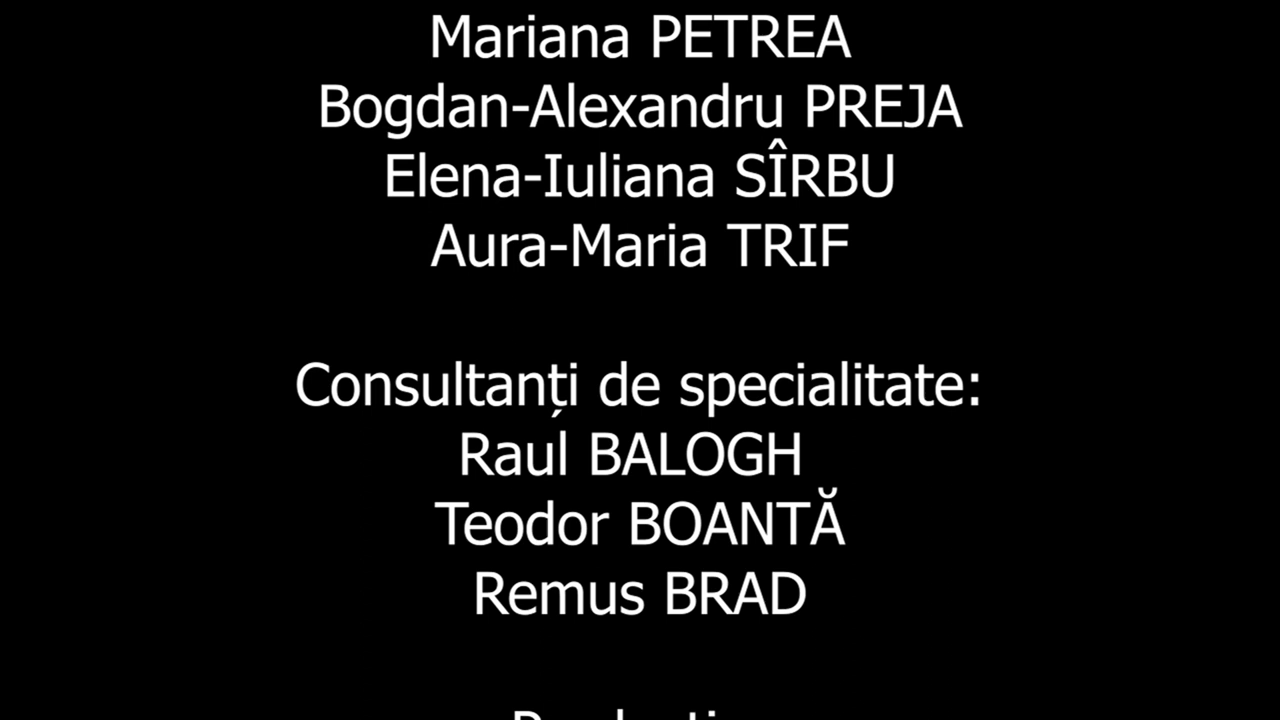 Mariana PETREA
Bogdan-Alexandru PREJA
Elena-Iuliana SÎRBU
Aura-Maria TRIF
Consultanți de specialitate:
Raul BALOGH
Teodor BOANTĂ
Remus BRAD